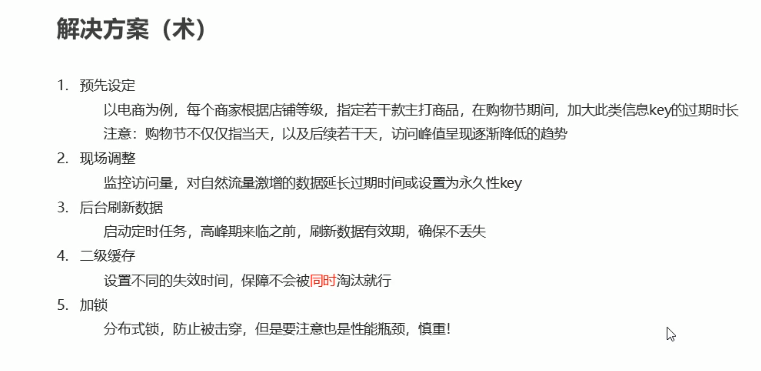 解决方案（术）
1. 预先设定
以电商为例，每个商家根据店铺等级，指定若干款主打商品，在购物节期间，加大此类信息key的过期时长
注意：购物节不仅仅指当天，以及后续若干天，访问峰值呈现逐渐降低的趋势
2. 现场调整
监控访问量，对自然流量激增的数据延长过期时间或设置为永久性key
3. 后台刷新数据
启动定时任务，高峰期来临之前，刷新数据有效期，确保不丢失
4. 二级缓存
设置不同的失效时间，保障不会被同时淘汰就行
5. 加锁
分布式锁，防止被击穿，但是要注意也是性能瓶颈，慎重！